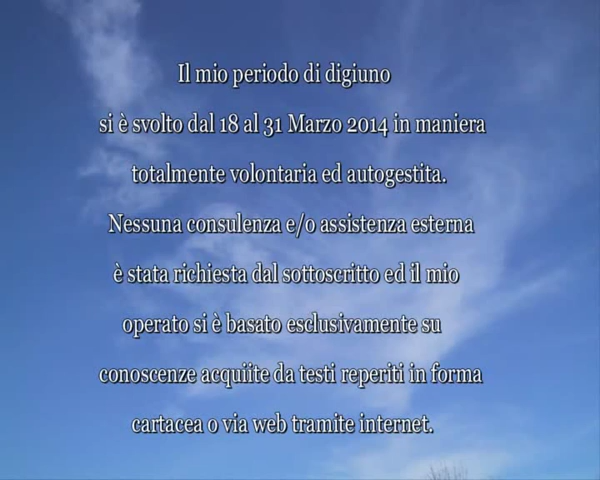 Il mio periodo di digiuno
si è svolto dal 18 al 31 Marzo 2014 in maniera
totalmente volontaria ed autogestita.
Nessuna consulenza e/o assistenza esterna
è stata richiesta dal sottoscritto ed il mio
operato si è basato esclusivamente su
conoscenze acquiite da testi reperiti in forma
cartacea o via web tramite internet.